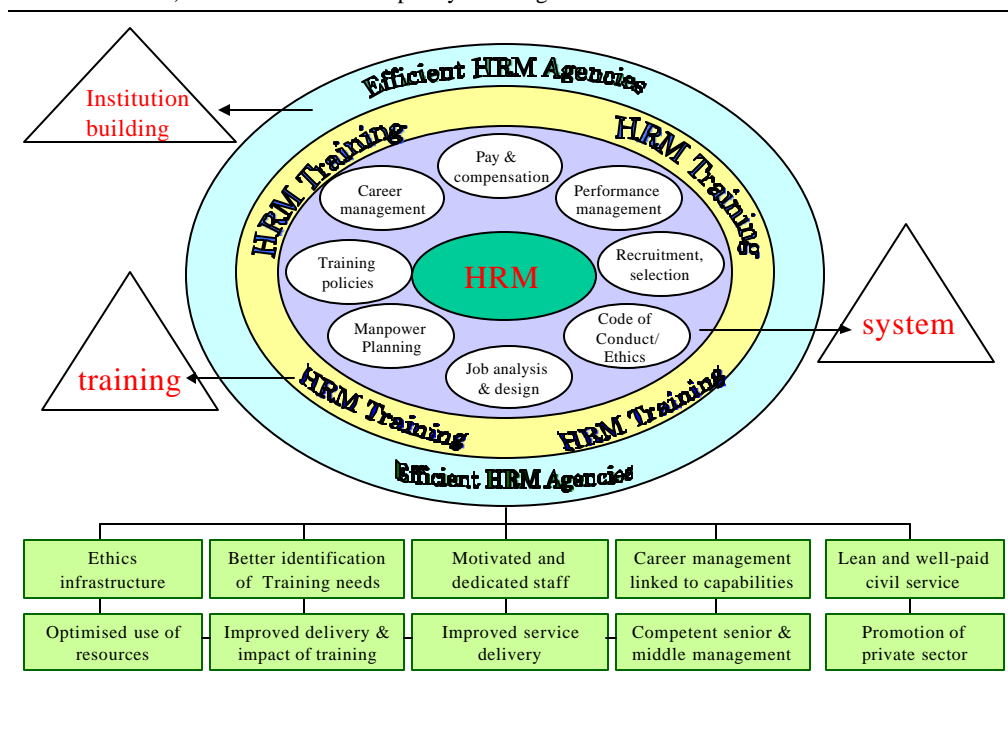 Efficient HRM Agencies
Institution
building
HRM Training
HRM Training
Pay &
compensation
Career
management
Performance
management
Training
policies
HRM
Recruitment,
selection
Manpower
Planning
Code of
Conduct/
Ethics
Job analysis
& design
system
training
HRM Training
HRM Training
Efficient HRM Agencies
Ethics
infrastructure
Better identification
of Training needs
Motivated and
dedicated staff
Career management
linked to capabilities
Lean and well-paid
civil service
Optimised use of
resources
Improved delivery &
impact of training
Improved service
delivery
Competent senior &
middle management
Promotion of
private sector